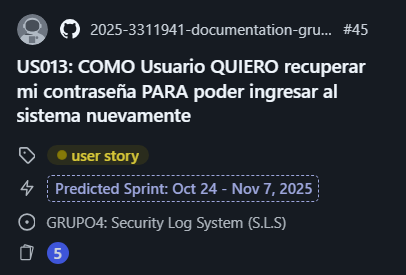 2025-3311941-documentation-gru... #45
US013: COMO Usuario QUIERO recuperar
mi contraseña PARA poder ingresar al
sistema nuevamente
user story
Predicted Sprint: Oct 24 - Nov 7, 2025
GRUPO4: Security Log System (S.L.S)
5